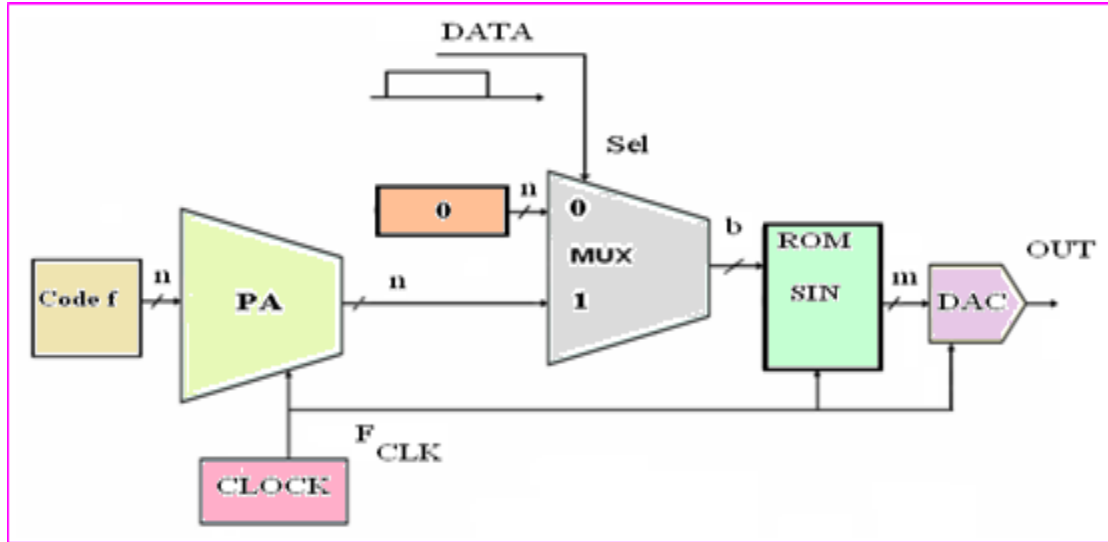 DATA
Sel
n
0
0
b
ROM
SIN
OUT
MUX
Code f
n
PA
n
1
m
DAC
F CLK
CLOCK